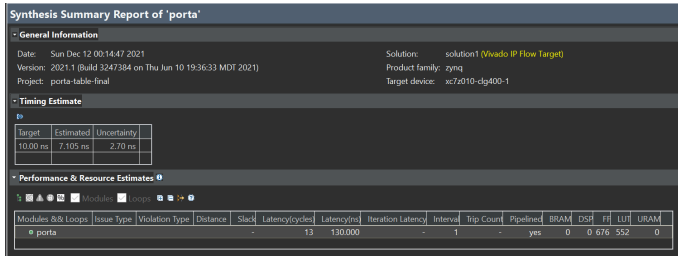 Synthesis Summary Report of 'porta'
General Information
Date: Sun Dec 12 00:14:47 2021 Solution: solution1 (Vivado IP Flow Target)
Version: 2021.1 (Build 3247384 on Thu Jun 10 19:36:33 MDT 2021) Product family: zynq
Project: porta-table-final Target device: xc7z010-clg400-1
Timing Estimate
Target Estimated Uncertainty
10.00 ns 7.105 ns 2.70 ns
Performance & Resource Estimates
Modules Loops
Modules && Loops Issue Type Violation Type Distance Slack Latency(cycles) Latency(ns) Iteration Latency Interval Trip Count Pipelined BRAM DSP FF LUT URAM
porta - 13 130.000 - 1 - yes 0 0 676 552 0